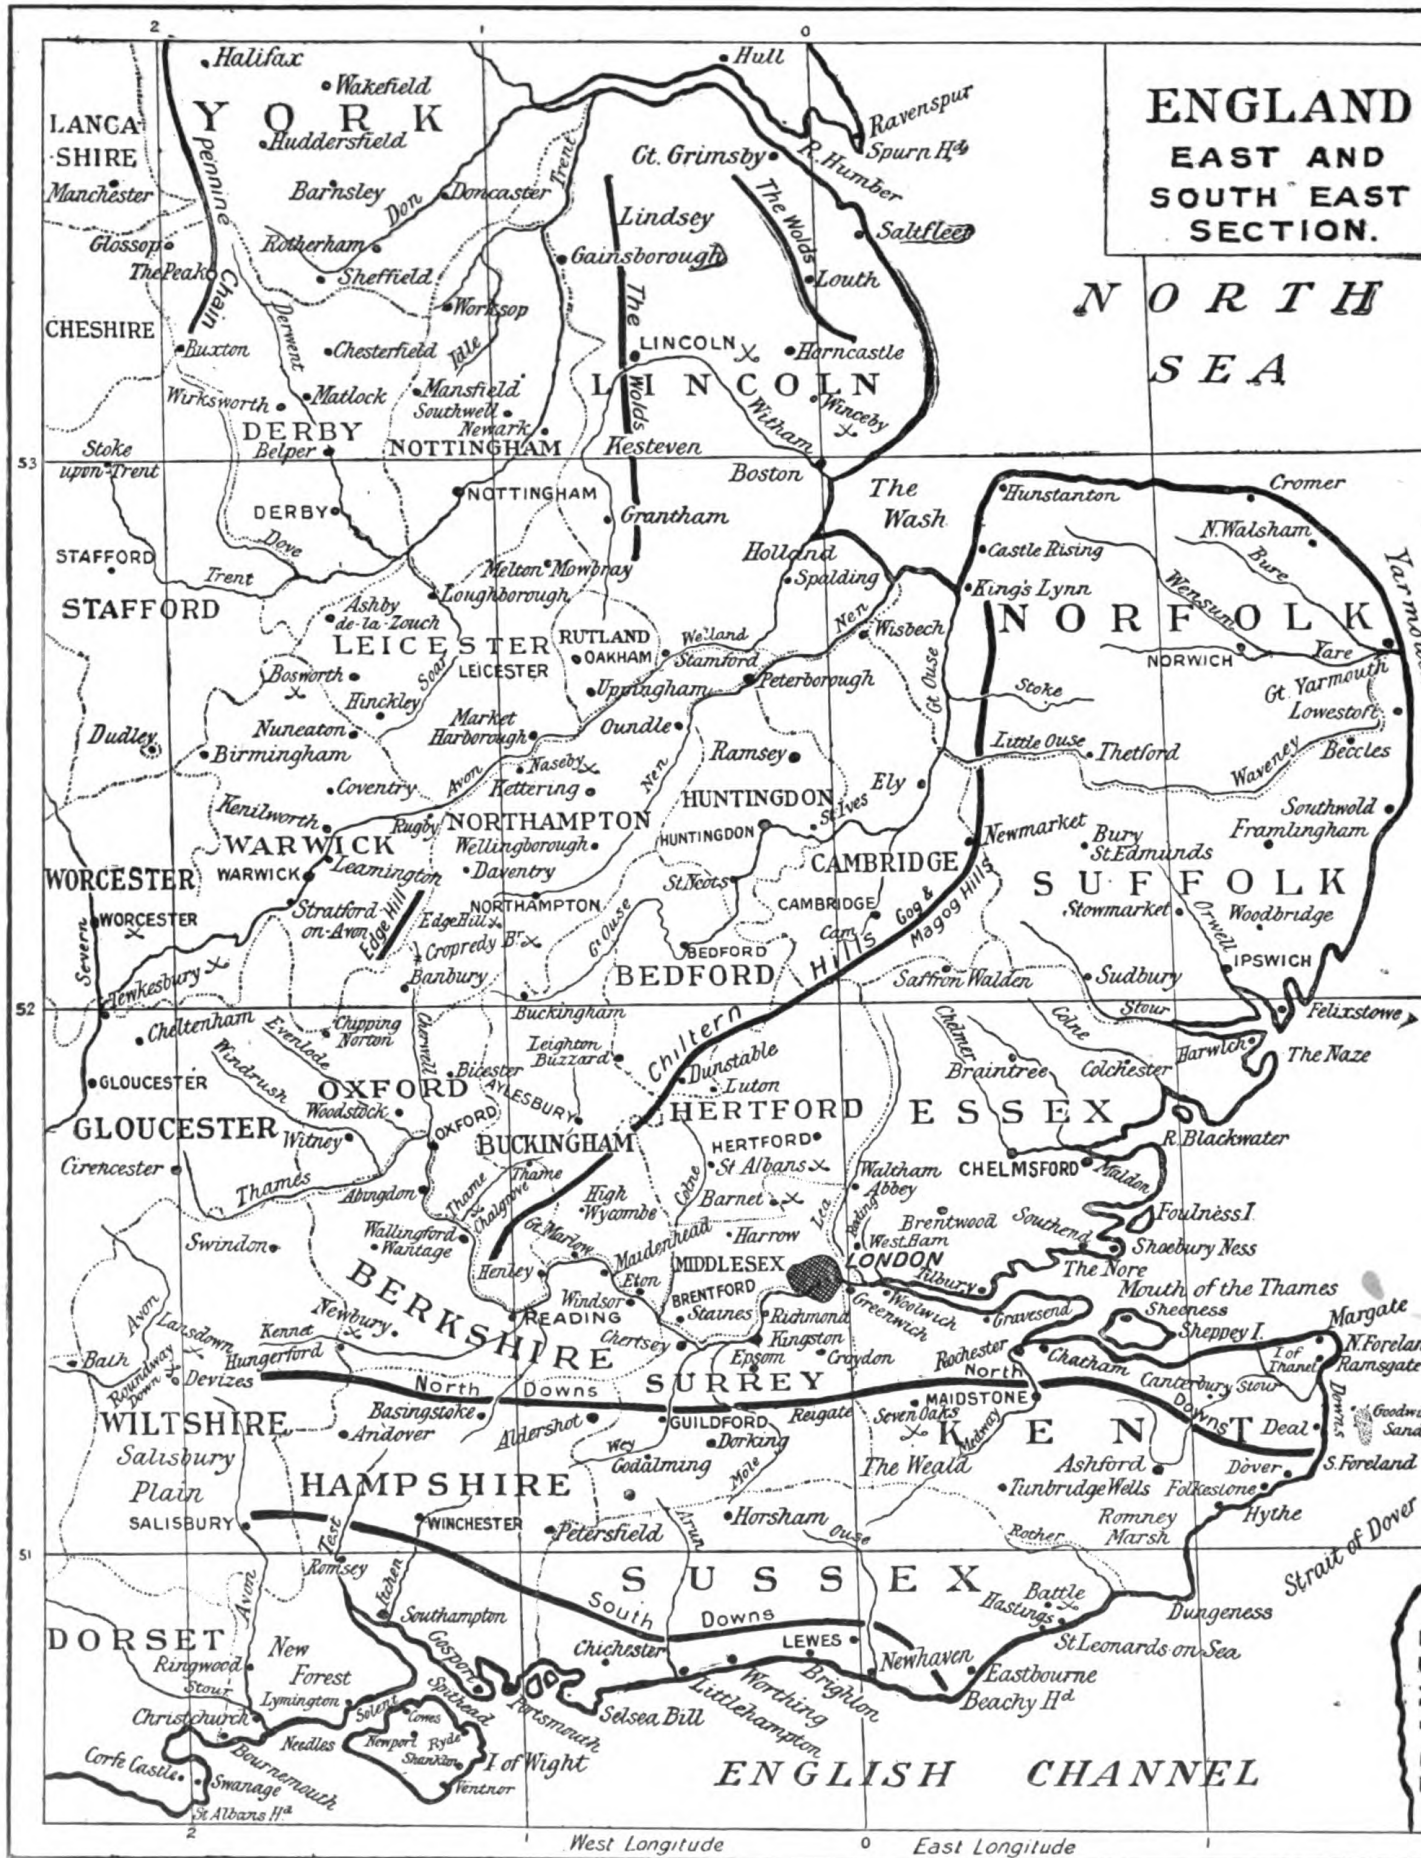 2 1 0
ENGLAND
EAST AND
SOUTH EAST
SECTION.
NORTH
SEA
Halifax
Hull
Wakefield
YORK
LANCA-
SHIRE
Huddersfield
Ravenspur
Spurn Hd
Manchester
Pennine
Chain
Barnsley
Don
Doncaster
Trent
Gt. Grimsby
R. Humber
Glossop
Rotherham
Lindsey
The Wolds
Saltfleet
The Peak
Sheffield
Gainsborough
Louth
CHESHIRE
Derwent
Worksop
The
Wolds
Buxton
Chesterfield
Idle
LINCOLN
Horncastle
Wirksworth
Matlock
Mansfield
LINCOLN
Southwell
Winceby
DERBY
Newark
Witham
Stoke
upon-Trent
Belper
NOTTINGHAM
Kesteven
53
Boston
The
Wash
Hunstanton
Cromer
DERBY
NOTTINGHAM
Grantham
N. Walsham
Dove
Holland
Castle Rising
Bure
STAFFORD
Trent
Melton Mowbray
Spalding
Wensun
STAFFORD
Loughborough
King's Lynn
Ashby
de-la-Zouch
NORFOLK
LEICESTER
RUTLAND
Welland
Nen
Wisbech
LEICESTER
OAKHAM
Stamford
NORWICH
Yare
Bosworth
Soar
Uppingham
Peterborough
Gt Ouse
Stoke
Gt. Yarmouth
Hinckley
Lowestoft
Dudley
Nuneaton
Market
Harborough
Oundle
Birmingham
Ramsey
Little Ouse
Thetford
Waveney
Beccles
Avon
Naseby
Nen
Ely
Coventry
Kettering
HUNTINGDON
St Ives
Southwold
Kenilworth
Rugby
NORTHAMPTON
HUNTINGDON
Newmarket
Bury
St Edmunds
Framlingham
WARWICK
Wellingborough
CAMBRIDGE
WORCESTER
WARWICK
Leamington
Daventry
St Neots
SUFFOLK
Edge Hills
NORTHAMPTON
CAMBRIDGE
Gog &
Magog Hills
Stowmarket
Orwell
Woodbridge
WORCESTER
Stratford
on-Avon
Edge Hill
Gt Ouse
Cam
Severn
Cropredy Br
BEDFORD
Hills
IPSWICH
Tewkesbury
Banbury
BEDFORD
Saffron Walden
Sudbury
52
Buckingham
Stour
Felixstowe
Cheltenham
Evenlode
Chipping
Norton
Cherwell
Chiltern
Chelmer
Colne
Harwich
Windrush
Leighton
Buzzard
The Naze
Dunstable
Braintree
Colchester
GLOUCESTER
OXFORD
Bicester
Luton
AYLESBURY
Woodstock
OXFORD
HERTFORD
ESSEX
GLOUCESTER
Witney
BUCKINGHAM
HERTFORD
R. Blackwater
Cirencester
Thame
St Albans
Waltham
Abbey
CHELMSFORD
Maldon
Thames
Abingdon
Thame
Chalgrove
High
Wycombe
Colne
Barnet
Lea
Roding
Brentwood
Southend
Foulness I.
Wallingford
Wantage
Gt Marlow
Maidenhead
Harrow
West Ham
Shoebury Ness
Swindon
Henley
MIDDLESEX
LONDON
The Nore
BERKSHIRE
Eton
BRENTFORD
Tilbury
Mouth of the Thames
Avon
Newbury
Windsor
Staines
Richmond
Greenwich
Woolwich
Gravesend
Sheerness
Margate
Lansdown
READING
Kennet
Chertsey
Kingston
Sheppey I.
Bath
Hungerford
Epsom
Croydon
Rochester
Chatham
I of
Thanet
Ramsgate
Roundway
Down
Devizes
North Downs
SURREY
North
Downs
Canterbury
Stour
Downs
MAIDSTONE
WILTSHIRE
Basingstoke
Aldershot
GUILDFORD
Reigate
Seven Oaks
Deal
Andover
Dorking
Medway
KENT
Salisbury
Plain
Wey
Godalming
Mole
The Weald
Ashford
Dover
S. Foreland
HAMPSHIRE
Tunbridge Wells
Folkestone
SALISBURY
Test
WINCHESTER
Petersfield
Arun
Horsham
Ouse
Romney
Marsh
Hythe
51
Romsey
Itchen
Rother
Strait of Dover
SUSSEX
Avon
Southampton
South Downs
Battle
Hastings
DORSET
New
Forest
Gosport
Chichester
LEWES
Dungeness
Ringwood
St Leonards on Sea
Stour
Newhaven
Eastbourne
Lymington
Solent
Spithead
Portsmouth
Selsea Bill
Littlehampton
Worthing
Brighton
Beachy Hd
Christchurch
Cowes
Needles
Newport
Ryde
Bournemouth
Shanklin
I of Wight
Corfe Castle
Swanage
Ventnor
ENGLISH CHANNEL
St Albans Hd
2 1 0 1
West Longitude
East Longitude